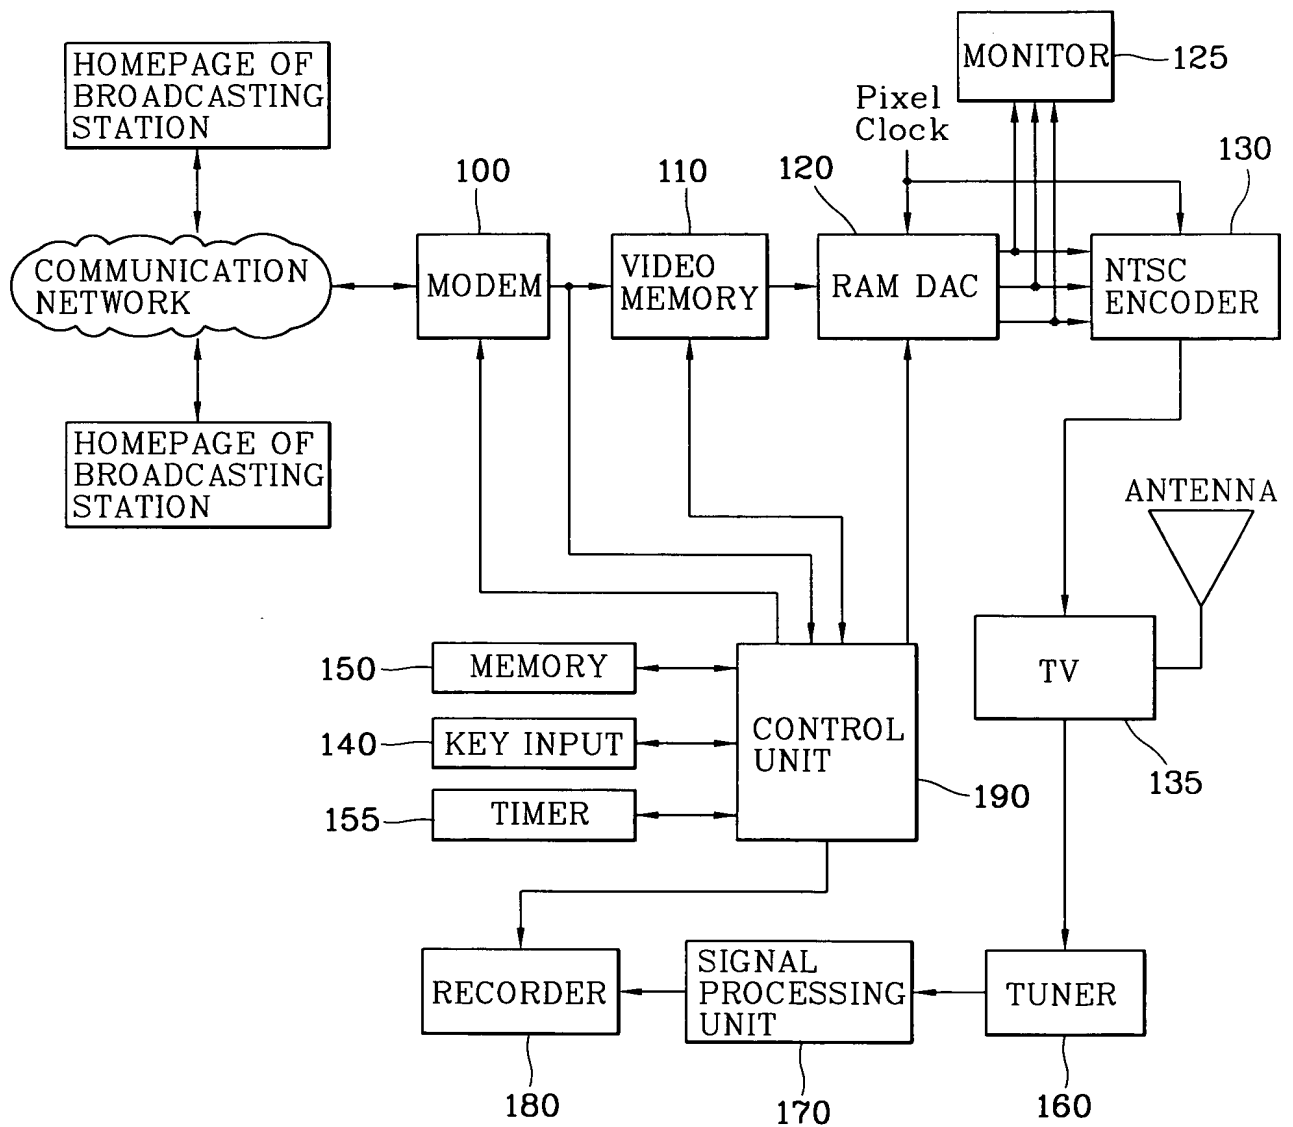 HOMEPAGE OF
BROADCASTING
STATION
MONITOR
125
Pixel
Clock
100
110
120
130
COMMUNICATION
NETWORK
MODEM
VIDEO
MEMORY
RAM DAC
NTSC
ENCODER
HOMEPAGE OF
BROADCASTING
STATION
ANTENNA
150
MEMORY
TV
140
KEY INPUT
CONTROL
UNIT
155
TIMER
190
135
RECORDER
SIGNAL
PROCESSING
UNIT
TUNER
180
170
160